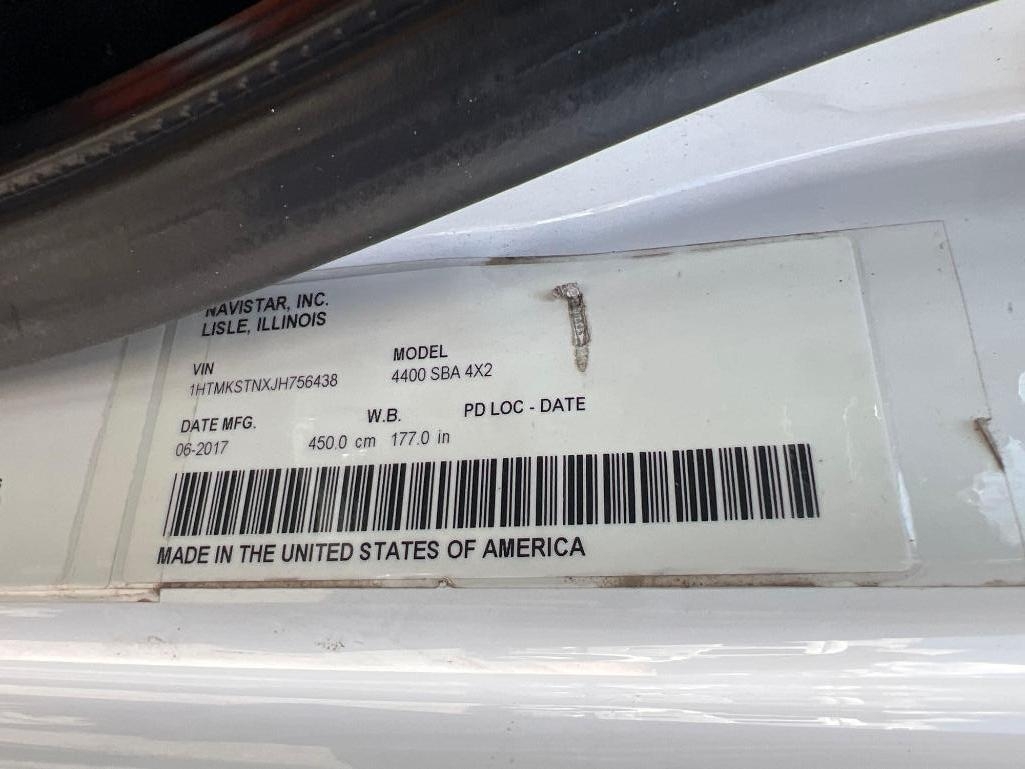 NAVISTAR, INC.
LISLE, ILLINOIS
VIN
1HTMKSTNXJH756438
MODEL
4400 SBA 4X2
DATE MFG.
06-2017
W.B.
450.0 cm 177.0 in
PD LOC - DATE
MADE IN THE UNITED STATES OF AMERICA